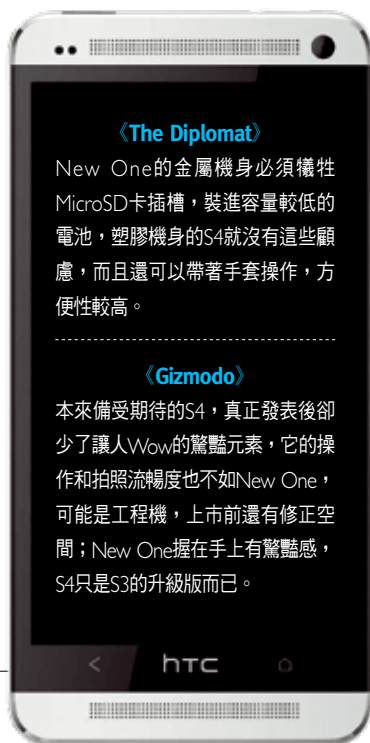 《The Diplomat》
New One的金屬機身必須犧牲
MicroSD卡插槽，裝進容量較低的
電池，塑膠機身的S4就沒有這些顧
慮，而且還可以帶著手套操作，方
便性較高。
《Gizmodo》
本來備受期待的S4，真正發表後卻
少了讓人Wow的驚豔元素，它的操
作和拍照流暢度也不如New One，
可能是工程機，上市前還有修正空
間；New One握在手上有驚豔感，
S4只是S3的升級版而已。
hTC